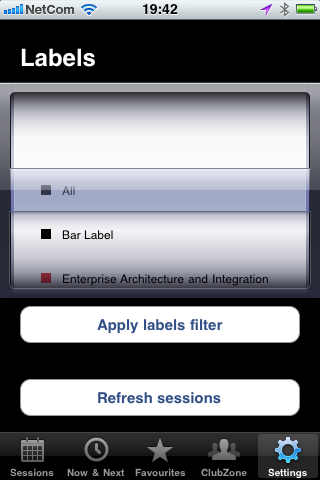 NetCom 19:42
Labels
All
Bar Label
Enterprise Architecture and Integration
Apply labels filter
Refresh sessions
Sessions Now & Next Favourites ClubZone Settings